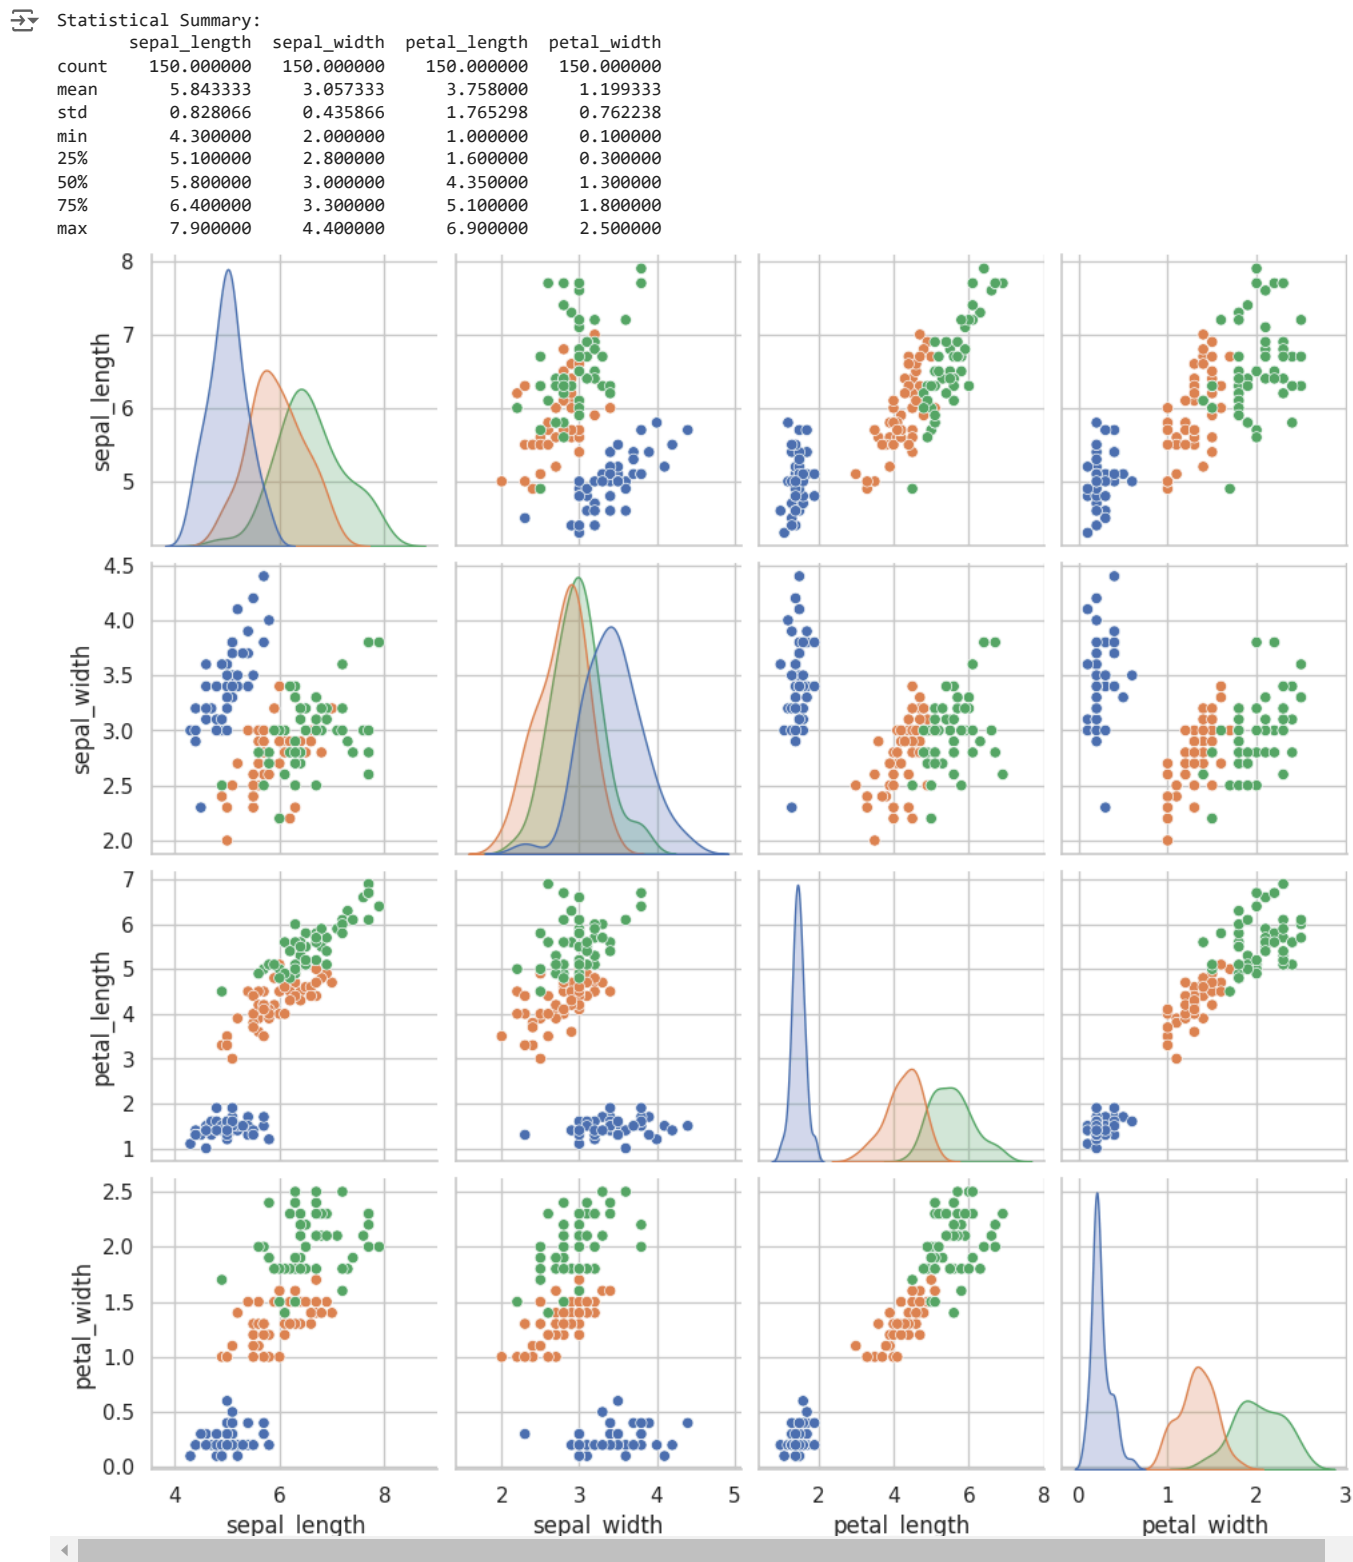 Statistical Summary:
sepal_length sepal_width petal_length petal_width
count 150.000000 150.000000 150.000000 150.000000
mean 5.843333 3.057333 3.758000 1.199333
std 0.828066 0.435866 1.765298 0.762238
min 4.300000 2.000000 1.000000 0.100000
25% 5.100000 2.800000 1.600000 0.300000
50% 5.800000 3.000000 4.350000 1.300000
75% 6.400000 3.300000 5.100000 1.800000
max 7.900000 4.400000 6.900000 2.500000
8
7
6
5
sepal_length
4.5
4.0
3.5
3.0
2.5
2.0
sepal_width
7
6
5
4
3
2
1
petal_length
2.5
2.0
1.5
1.0
0.5
0.0
petal_width
4 6 8 2 3 4 5 2 4 6 8 0 1 2 3
sepal_length sepal_width petal_length petal_width